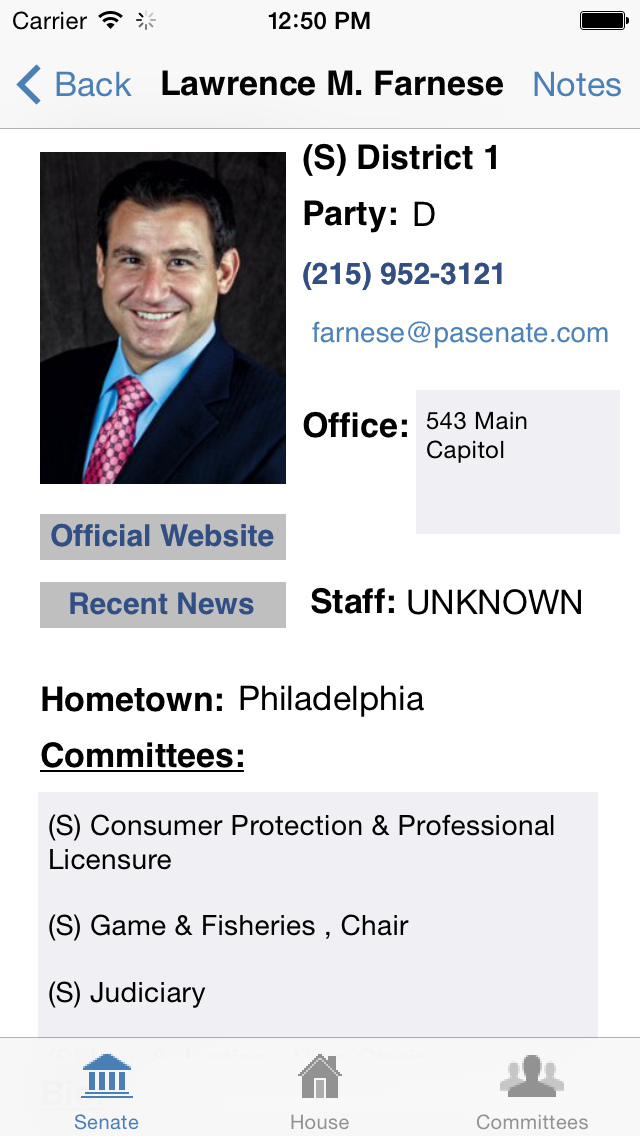 Carrier 12:50 PM
Back Lawrence M. Farnese Notes
(S) District 1
Party: D
(215) 952-3121
farnese@pasenate.com
Office: 543 Main
Capitol
Official Website
Recent News
Staff: UNKNOWN
Hometown: Philadelphia
Committees:
(S) Consumer Protection & Professional
Licensure
(S) Game & Fisheries , Chair
(S) Judiciary
Senate House Committees